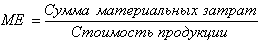 МЕ = Сумма материальных затрат
Стоимость продукции